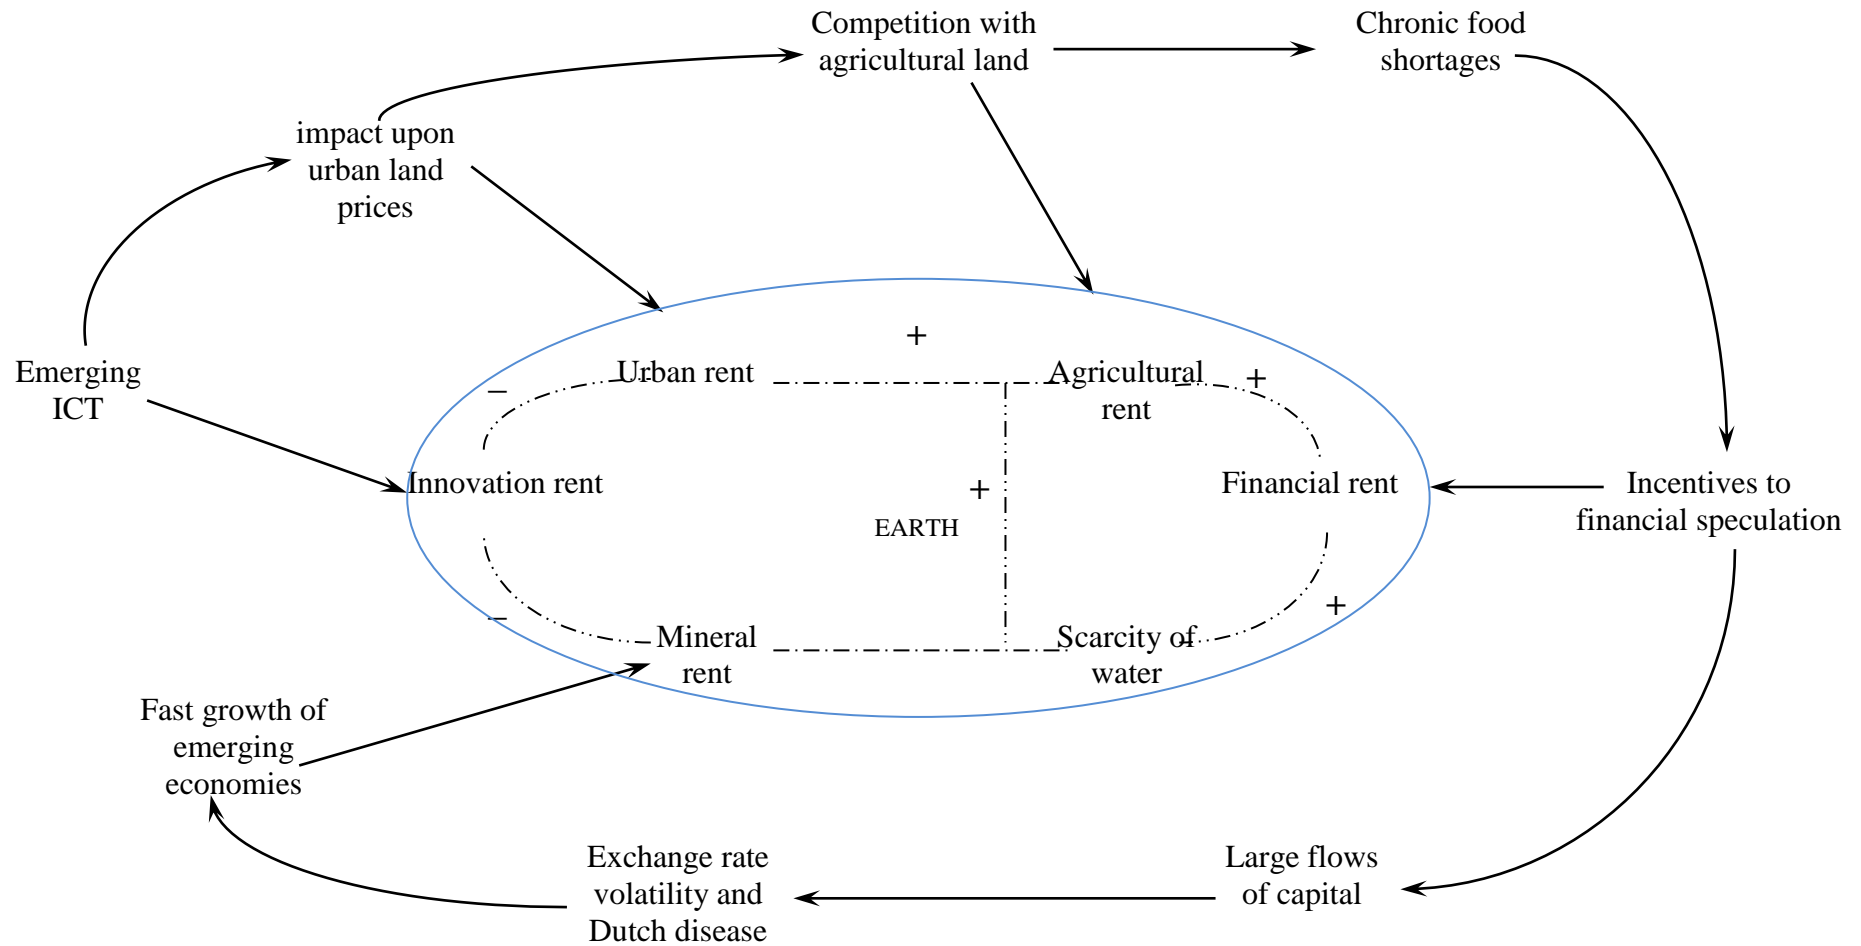 Competition with
agricultural land
Chronic food
shortages
impact upon
urban land
prices
+
Emerging
ICT
–
Urban rent
Agricultural
rent
+
Innovation rent
+
EARTH
Financial rent
Incentives to
financial speculation
–
Mineral
rent
Scarcity of
water
+
Fast growth of
emerging
economies
Exchange rate
volatility and
Dutch disease
Large flows
of capital